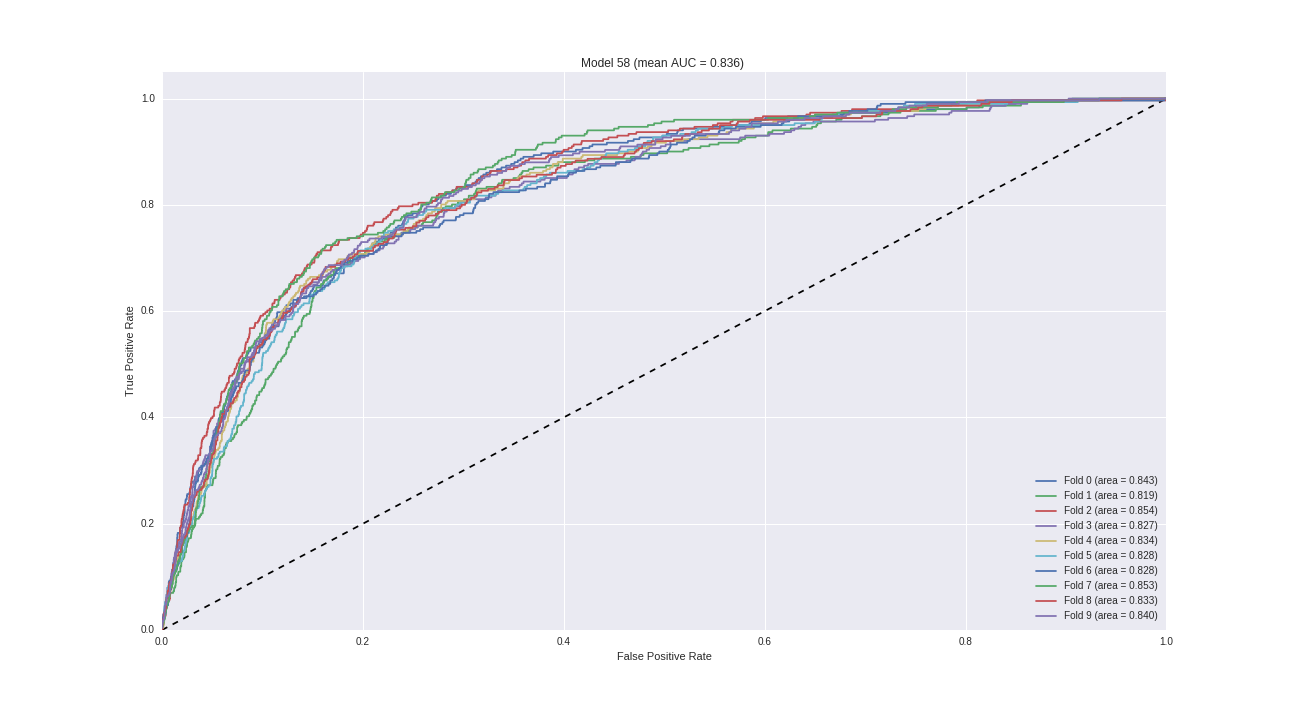 Model 58 (mean AUC = 0.836)
True Positive Rate
1.0
0.8
0.6
0.4
0.2
0.0
Fold 0 (area = 0.843)
Fold 1 (area = 0.819)
Fold 2 (area = 0.854)
Fold 3 (area = 0.827)
Fold 4 (area = 0.834)
Fold 5 (area = 0.828)
Fold 6 (area = 0.828)
Fold 7 (area = 0.853)
Fold 8 (area = 0.833)
Fold 9 (area = 0.840)
0.0 0.2 0.4 0.6 0.8 1.0
False Positive Rate